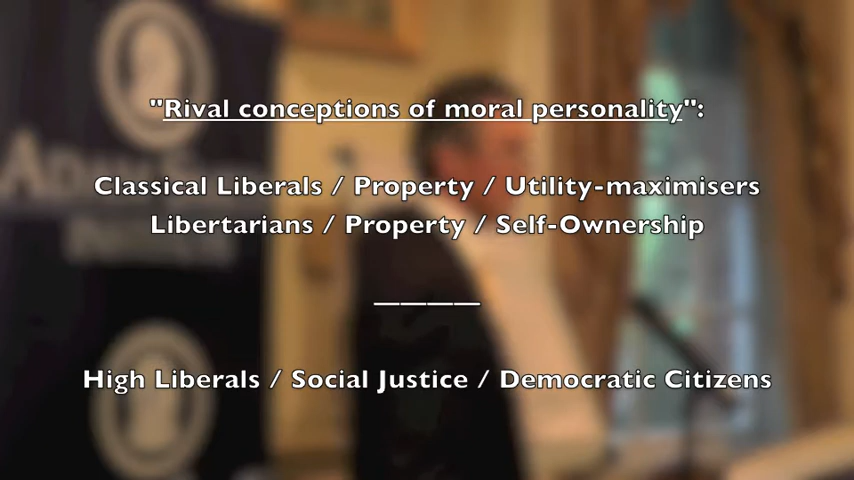 "Rival conceptions of moral personality":
Classical Liberals / Property / Utility-maximisers
Libertarians / Property / Self-Ownership
High Liberals / Social Justice / Democratic Citizens